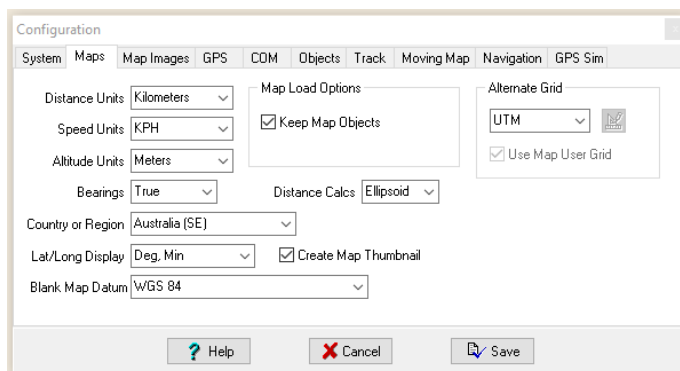 Configuration
System Maps Map Images GPS COM Objects Track Moving Map Navigation GPS Sim
Distance Units Kilometers
Speed Units KPH
Altitude Units Meters
Bearings True
Map Load Options
Keep Map Objects
Distance Calcs Ellipsoid
Alternate Grid
UTM
Use Map User Grid
Country or Region Australia (SE)
Lat/Long Display Deg, Min
Create Map Thumbnail
Blank Map Datum WGS 84
Help Cancel Save